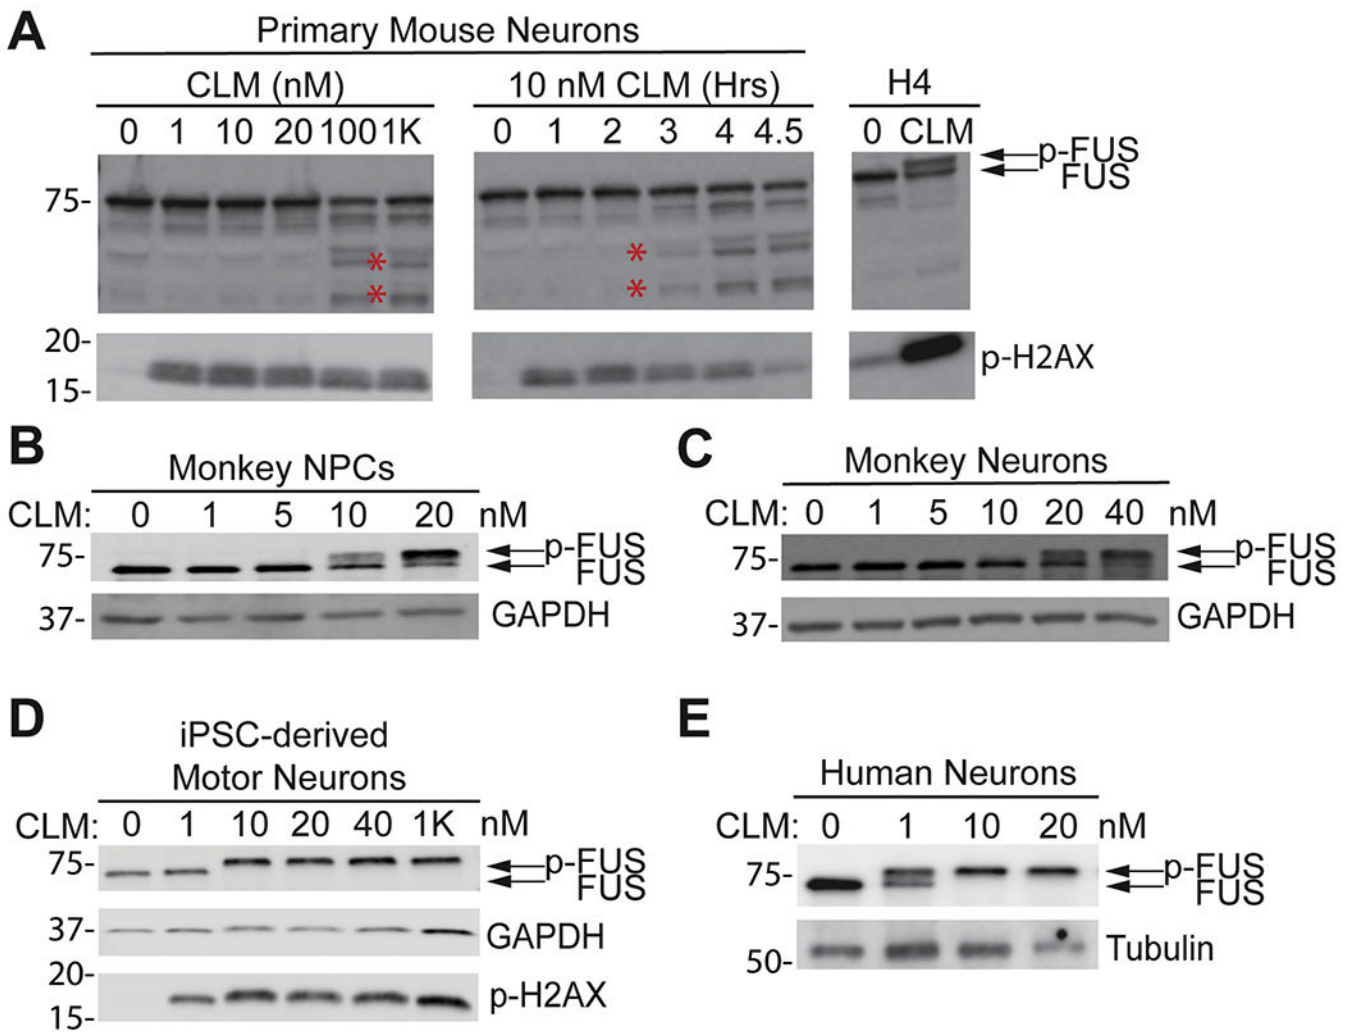 A
Primary Mouse Neurons
CLM (nM)
10 nM CLM (Hrs)
H4
0 1 10 20 100 1K
0 1 2 3 4 4.5
0 CLM
p-FUS
FUS
75-
*
*
*
*
20-
15-
p-H2AX
B
Monkey NPCs
CLM: 0 1 5 10 20 nM
75-
p-FUS
FUS
37-
GAPDH
C
Monkey Neurons
CLM: 0 1 5 10 20 40 nM
75-
p-FUS
FUS
37-
GAPDH
D
iPSC-derived
Motor Neurons
CLM: 0 1 10 20 40 1K nM
75-
p-FUS
FUS
37-
GAPDH
20-
15-
p-H2AX
E
Human Neurons
CLM: 0 1 10 20 nM
75-
p-FUS
FUS
50-
Tubulin